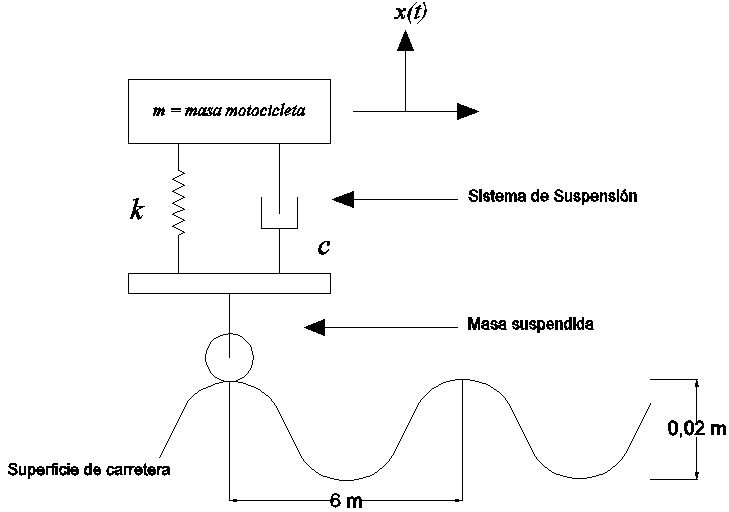 x(t)
m = masa motocicleta
Sistema de Suspensión
k
c
Masa suspendida
0,02 m
Superficie de carretera
6 m